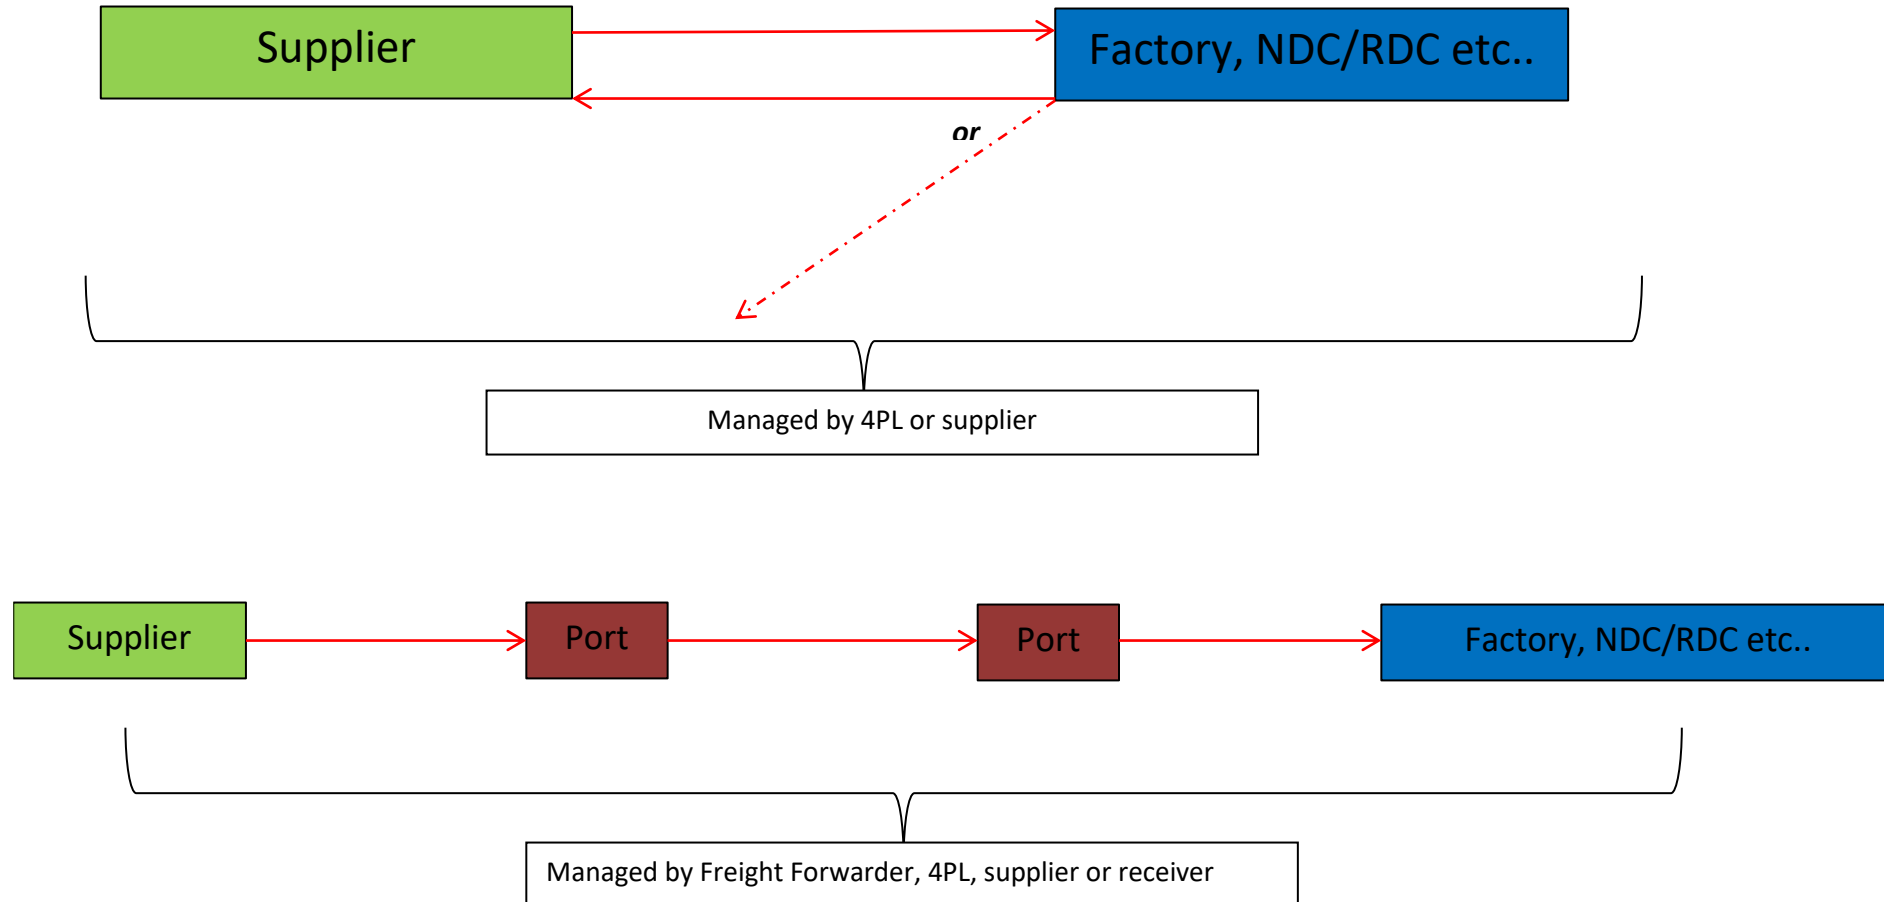 Supplier
Factory, NDC/RDC etc..
or
Managed by 4PL or supplier
Supplier
Port
Port
Factory, NDC/RDC etc..
Managed by Freight Forwarder, 4PL, supplier or receiver